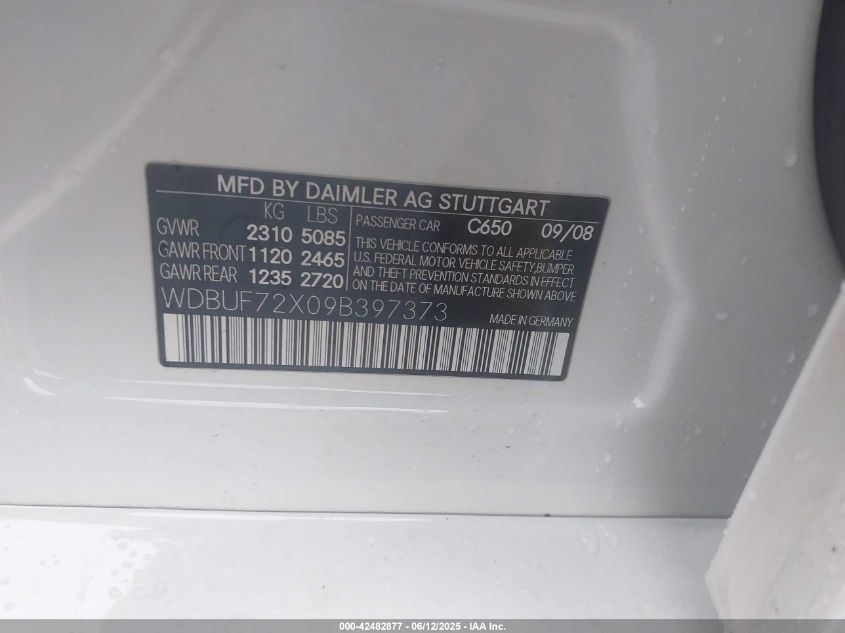 MFD BY DAIMLER AG STUTTGART
KG LBS
GVWR 2310 5085
GAWR FRONT 1120 2465
GAWR REAR 1235 2720
PASSENGER CAR C650 09/08
THIS VEHICLE CONFORMS TO ALL APPLICABLE
U.S. FEDERAL MOTOR VEHICLE SAFETY,BUMPER
AND THEFT PREVENTION STANDARDS IN EFFECT
ON THE DATE OF MANUFACTURE SHOWN ABOVE
WDBUF72X09B397373
MADE IN GERMANY
000-42482877 - 06/12/2025 - IAA Inc.